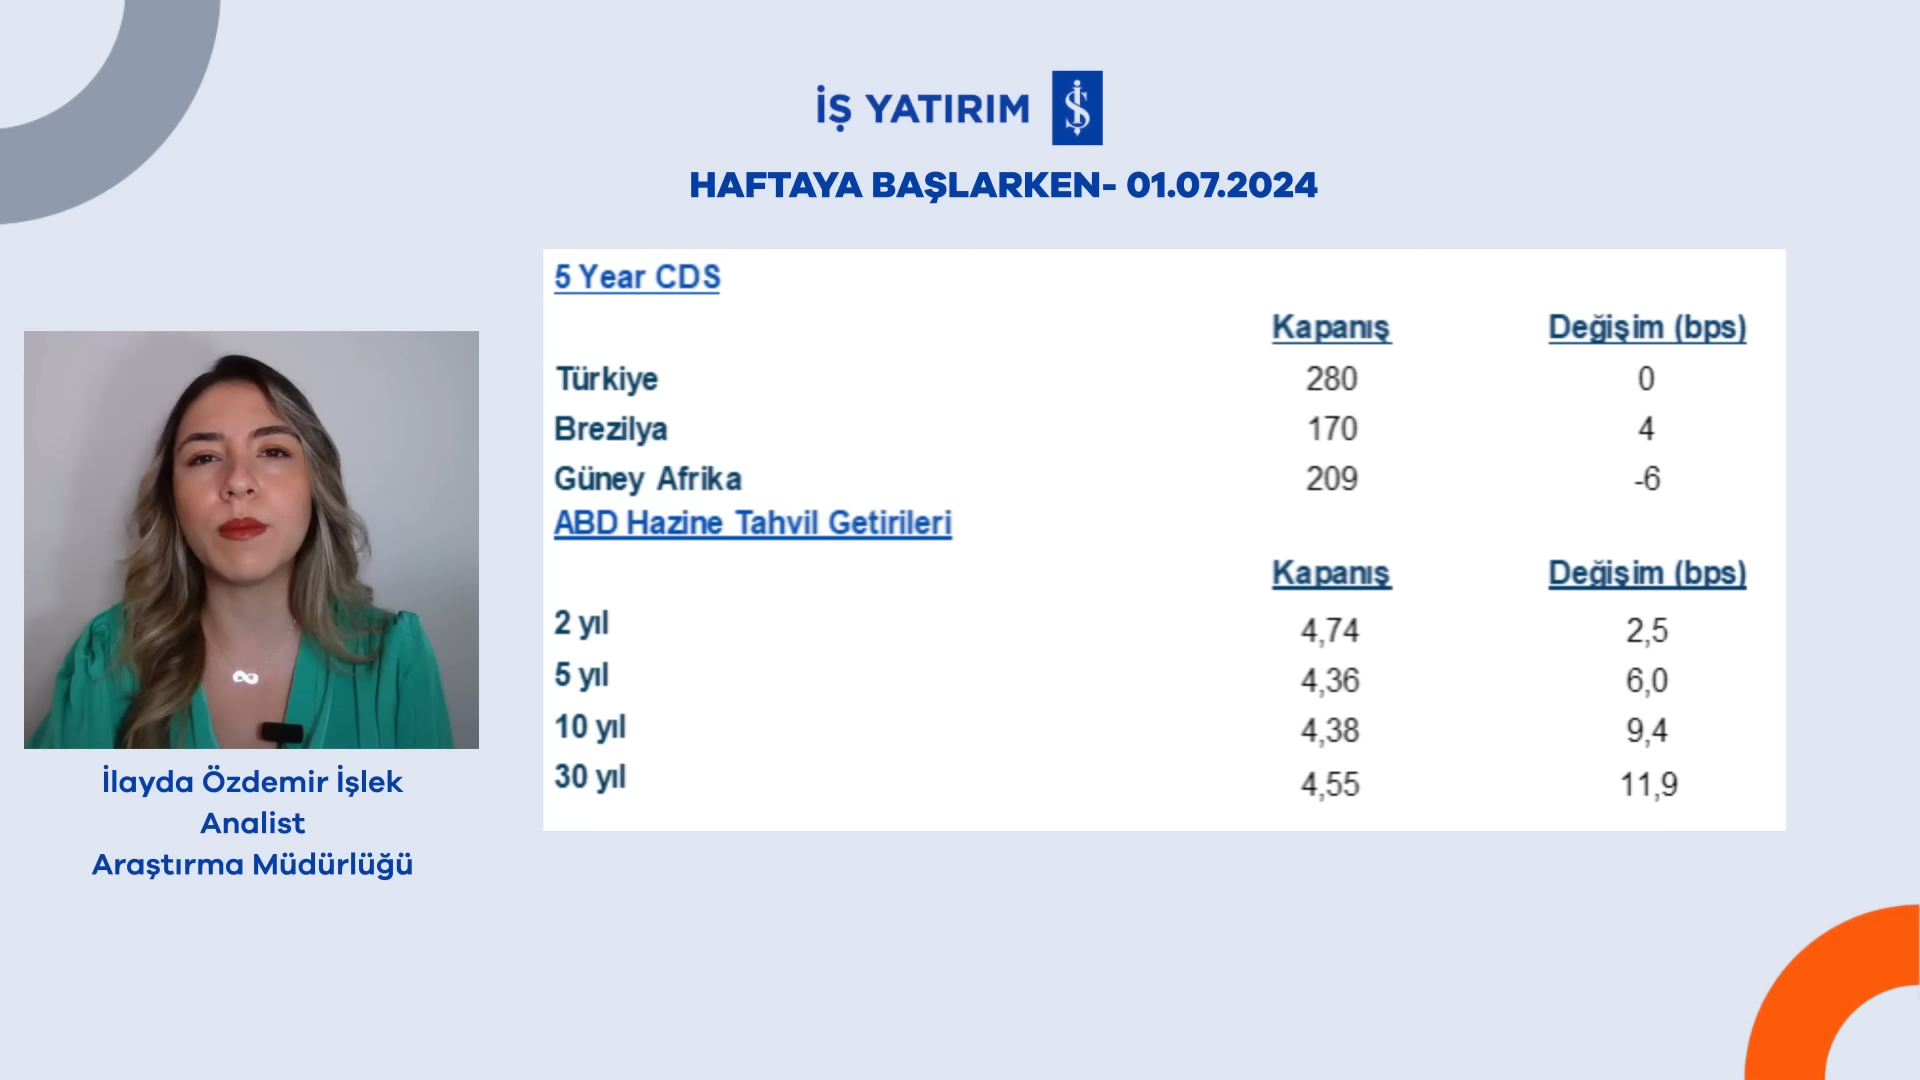 İŞ YATIRIM
HAFTAYA BAŞLARKEN- 01.07.2024
5 Year CDS
Kapanış Değişim (bps)
Türkiye 280 0
Brezilya 170 4
Güney Afrika 209 -6
ABD Hazine Tahvil Getirileri
Kapanış Değişim (bps)
2 yıl 4,74 2,5
5 yıl 4,36 6,0
10 yıl 4,38 9,4
30 yıl 4,55 11,9
İlayda Özdemir İşlek
Analist
Araştırma Müdürlüğü